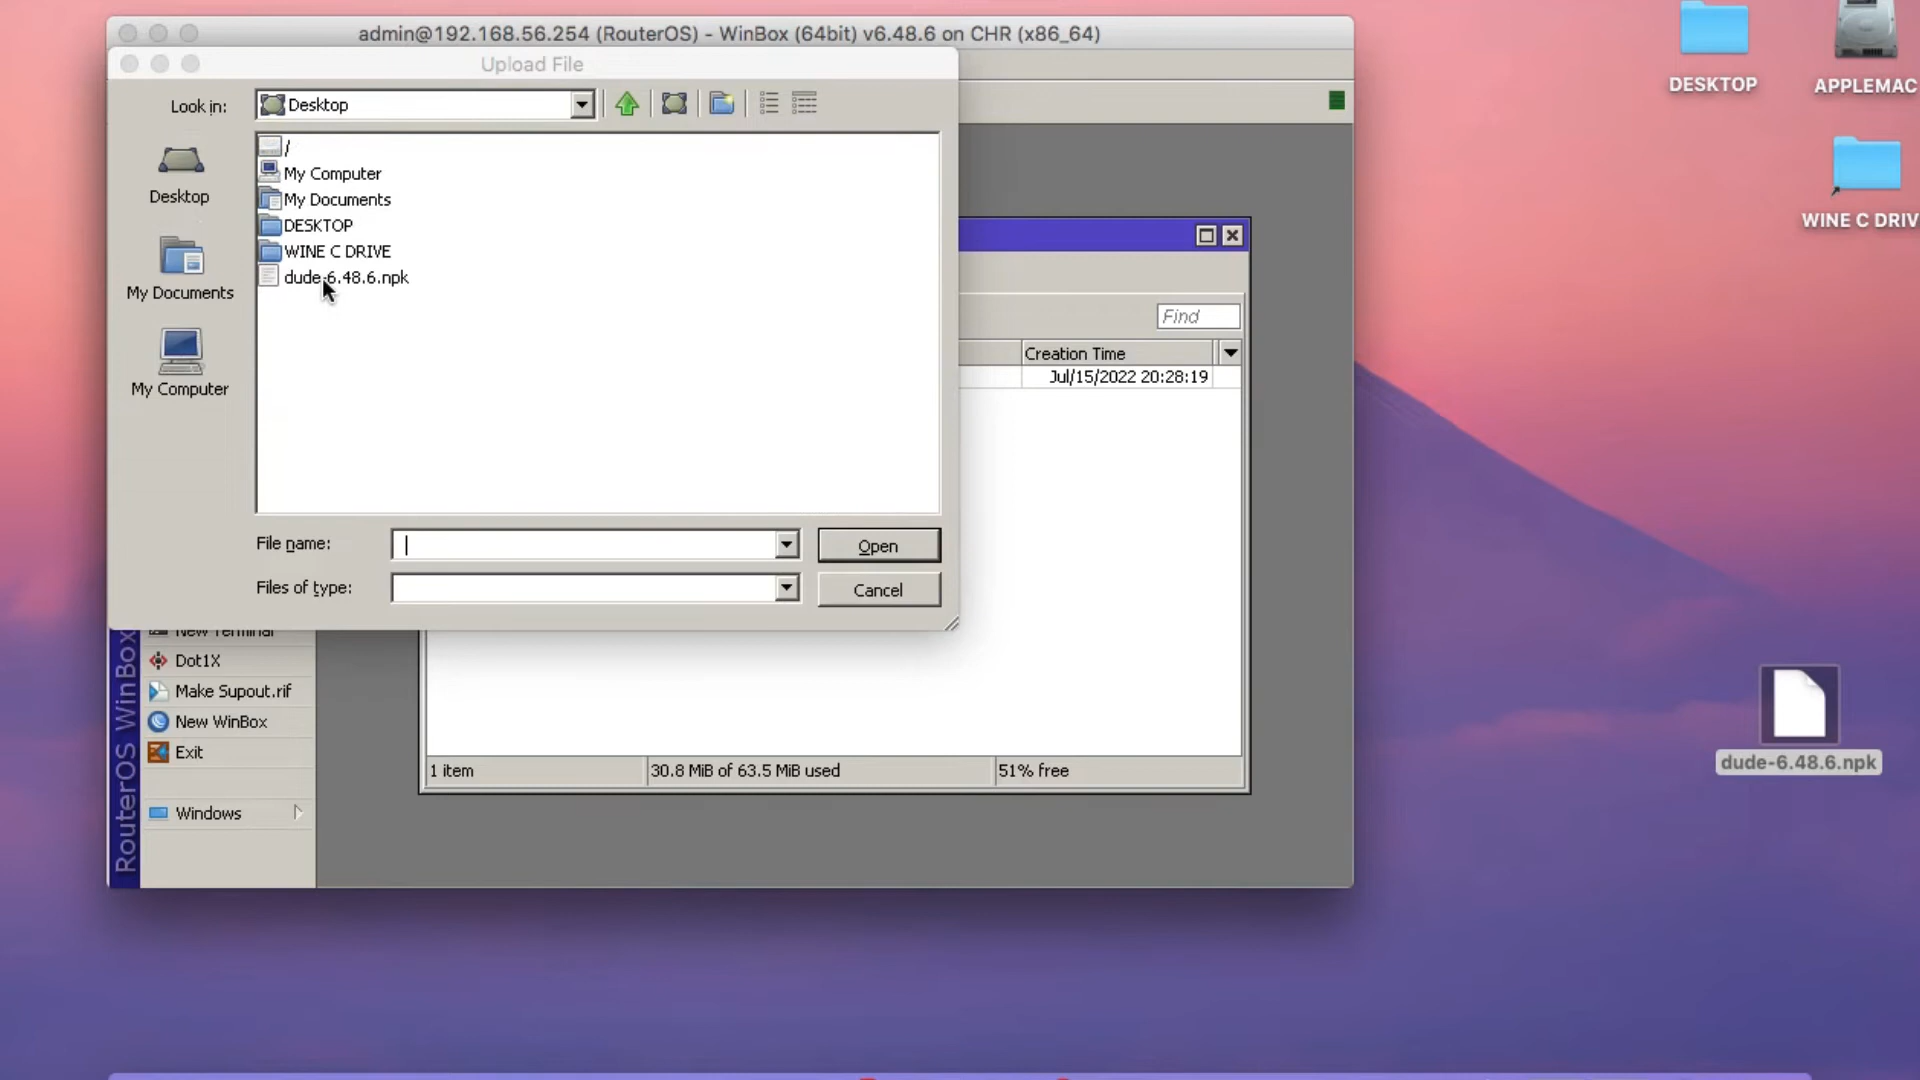 admin@192.168.56.254 (RouterOS) - WinBox (64bit) v6.48.6 on CHR (x86_64)
Upload File
Look in:
Desktop
/
My Computer
My Documents
DESKTOP
WINE C DRIVE
dude-6.48.6.npk
Desktop
My Documents
My Computer
File name:
Open
Files of type:
Cancel
Find
Creation Time
Jul/15/2022 20:28:19
New Terminal
Dot1X
Make Supout.rif
New WinBox
Exit
Windows
RouterOS WinBox
1 item
30.8 MiB of 63.5 MiB used
51% free
DESKTOP
APPLEMAC
WINE C DRIV
dude-6.48.6.npk